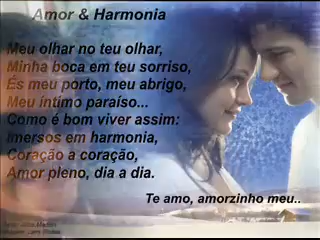 Amor & Harmonia
Meu olhar no teu olhar,
Minha boca em teu sorriso,
És meu porto, meu abrigo,
Meu íntimo paraíso...
Como é bom viver assim:
Imersos em harmonia,
Coração a coração,
Amor pleno, dia a dia.
Te amo, amorzinho meu..